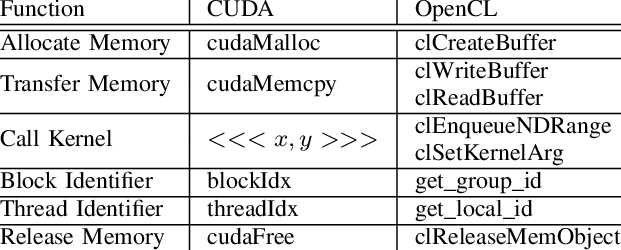 Function CUDA OpenCL
Allocate Memory cudaMalloc clCreateBuffer
Transfer Memory cudaMemcpy clWriteBuffer
clReadBuffer
Call Kernel <<< x, y >>> clEnqueueNDRange
clSetKernelArg
Block Identifier blockIdx get_group_id
Thread Identifier threadIdx get_local_id
Release Memory cudaFree clReleaseMemObject